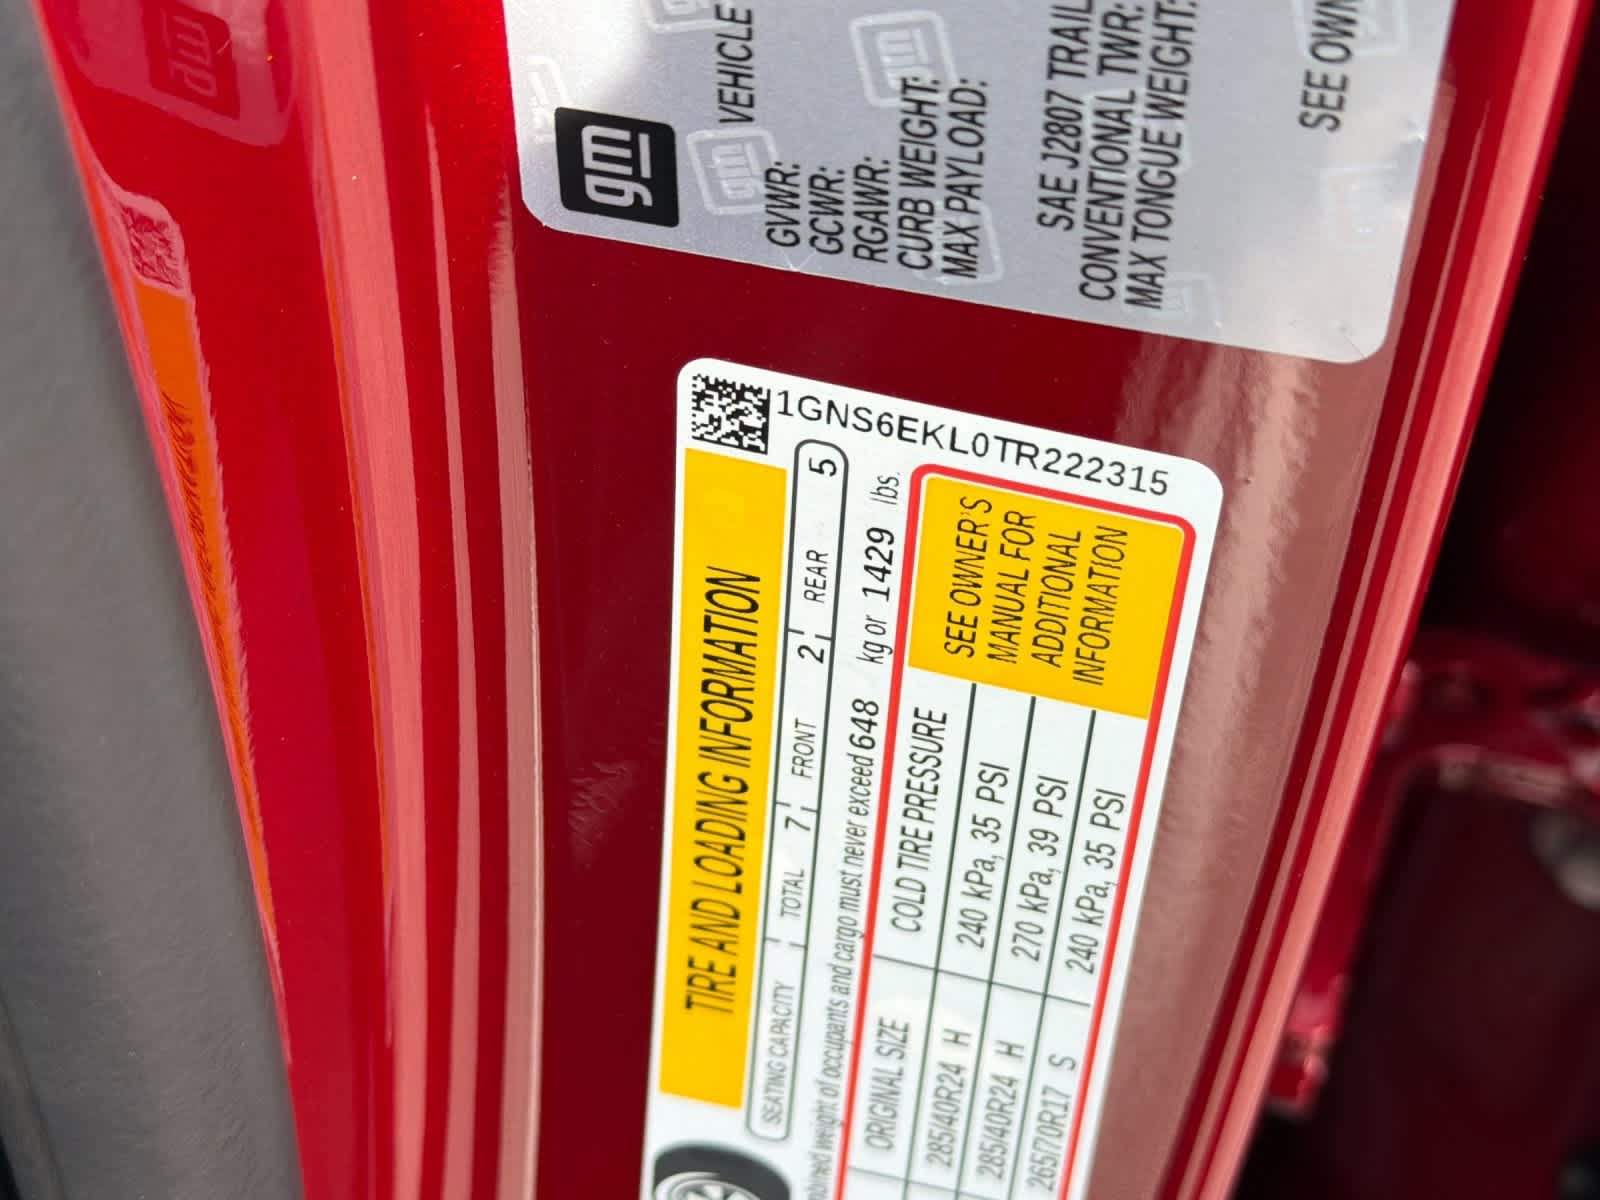 gm
VEHICLE
GVWR:
GCWR:
RGAWR:
CURB WEIGHT:
MAX PAYLOAD:
SAE J2807 TRAIL
CONVENTIONAL TWR:
MAX TONGUE WEIGHT:
SEE OWN
1GNS6EKL0TR222315
TIRE AND LOADING INFORMATION
SEATING CAPACITY TOTAL 7 FRONT 2 REAR 5
weight of occupants and cargo must never exceed 648 kg or 1429 lbs.
ORIGINAL SIZE COLD TIRE PRESSURE
285/40R24 H 240 kPa, 35 PSI
285/40R24 H 270 kPa, 39 PSI
265/70R17 S 240 kPa, 35 PSI
SEE OWNER'S
MANUAL FOR
ADDITIONAL
INFORMATION